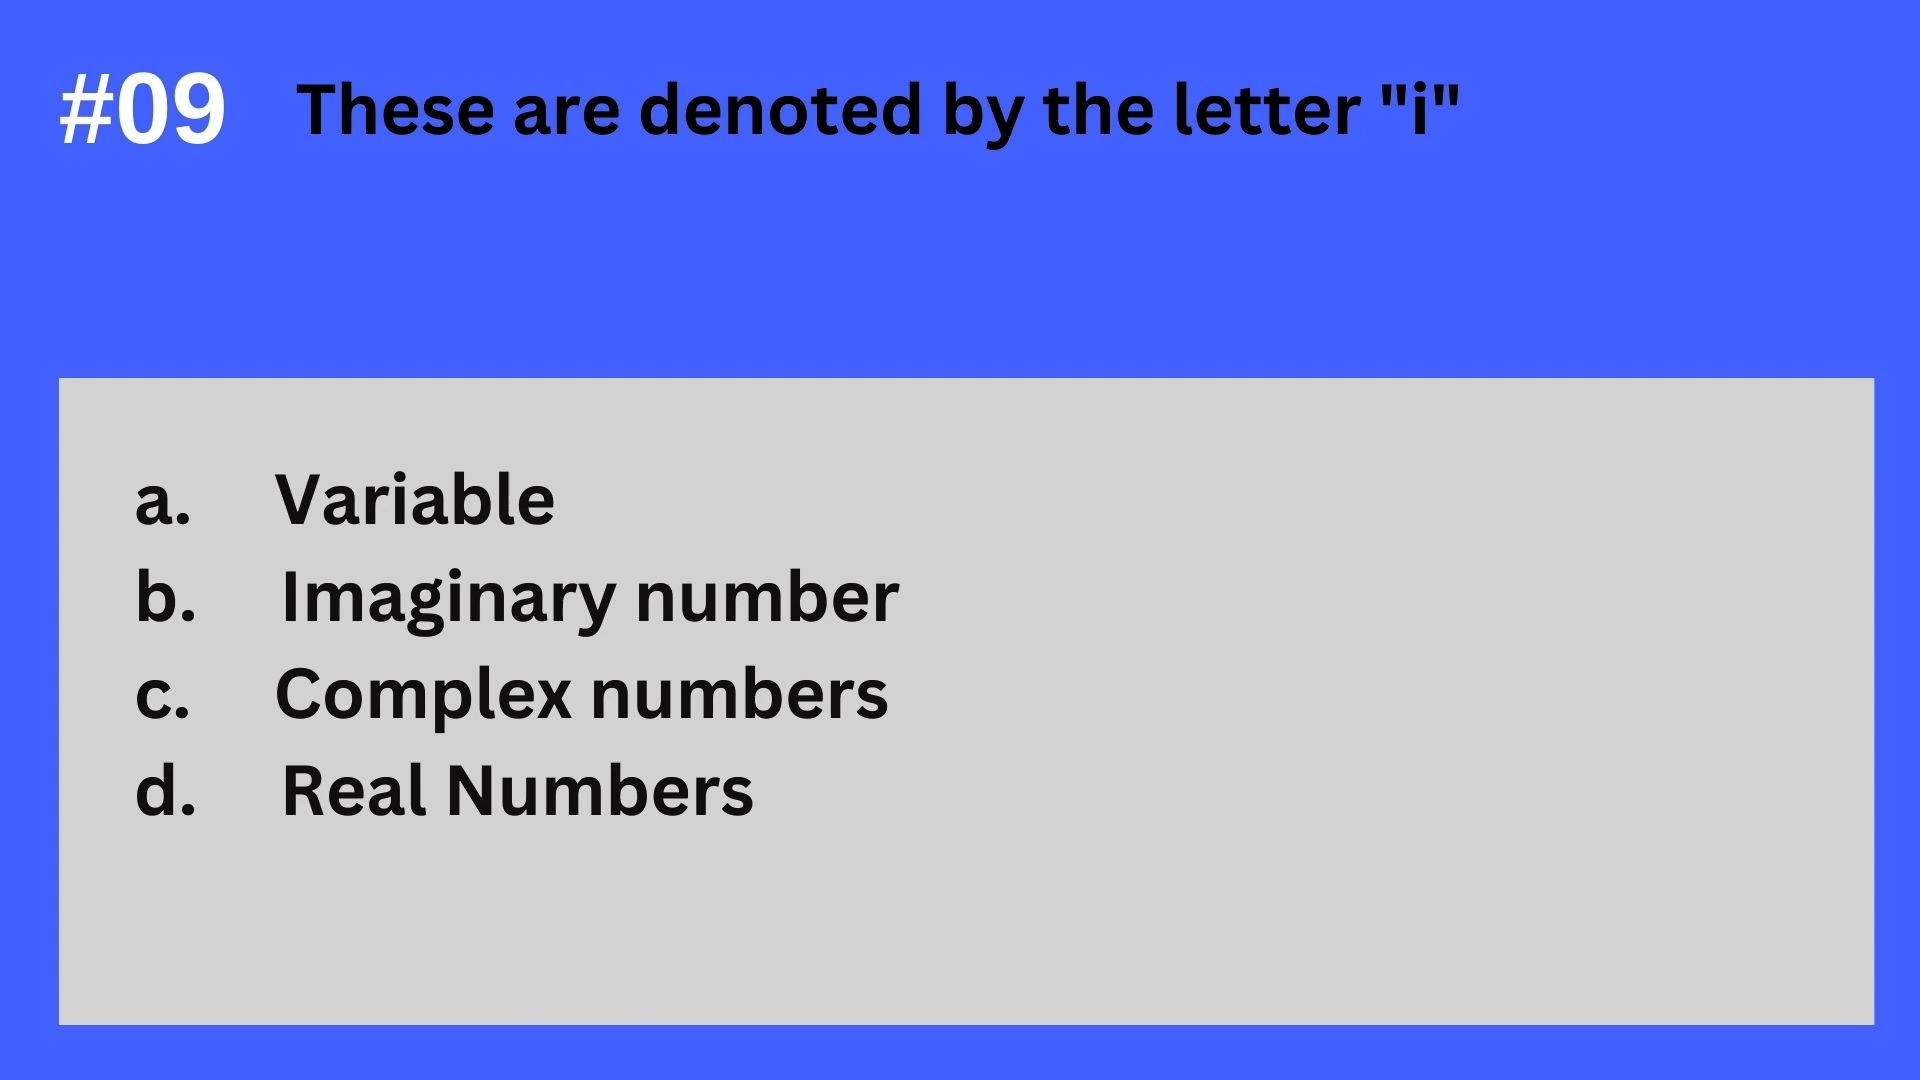 #09 These are denoted by the letter "i"
a. Variable
b. Imaginary number
c. Complex numbers
d. Real Numbers